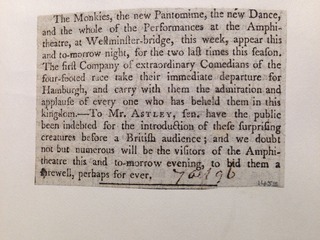 The Monkies, the new Pantomime, the new Dance,
and the whole of the Performances at the Amphi-
theatre, at Weſtminſter-bridge, this week, appear this
and to-morrow night, for the two laſt times this ſeaſon.
The firſt Company of extraordinary Comedians of the
four-footed race take their immediate departure for
Hamburgh, and carry with them the admiration and
applauſe of every one who has beheld them in this
kingdom.—To Mr. ASTLEY, ſen. have the public
been indebted for the introduction of theſe ſurpriſing
creatures before a Britiſh audience; and we doubt
not but numerous will be the viſitors of the Amphi-
theatre this and to-morrow evening, to bid them a
farewell, perhaps for ever.